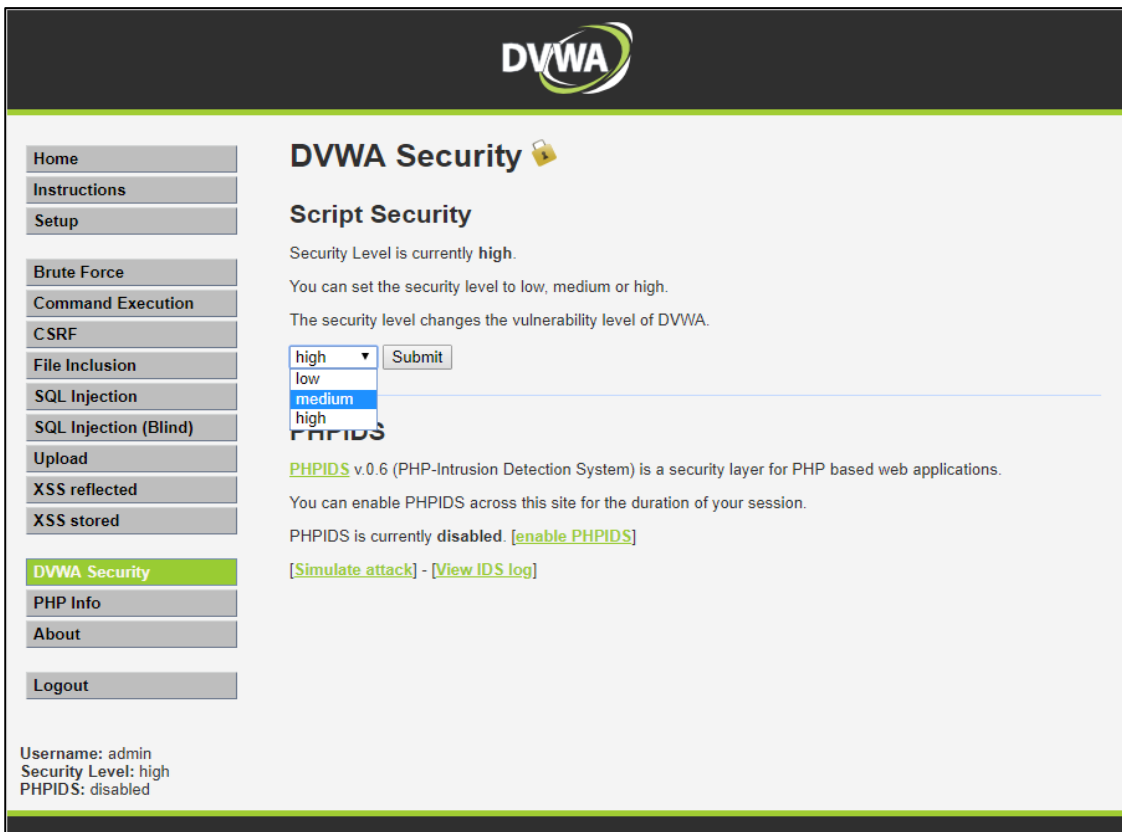 DVWA
Home
Instructions
Setup
Brute Force
Command Execution
CSRF
File Inclusion
SQL Injection
SQL Injection (Blind)
Upload
XSS reflected
XSS stored
DVWA Security
PHP Info
About
Logout
Username: admin
Security Level: high
PHPIDS: disabled
DVWA Security
Script Security
Security Level is currently high.
You can set the security level to low, medium or high.
The security level changes the vulnerability level of DVWA.
high Submit
low
medium
high
PHPIDS
PHPIDS v.0.6 (PHP-Intrusion Detection System) is a security layer for PHP based web applications.
You can enable PHPIDS across this site for the duration of your session.
PHPIDS is currently disabled. [enable PHPIDS]
[Simulate attack] - [View IDS log]